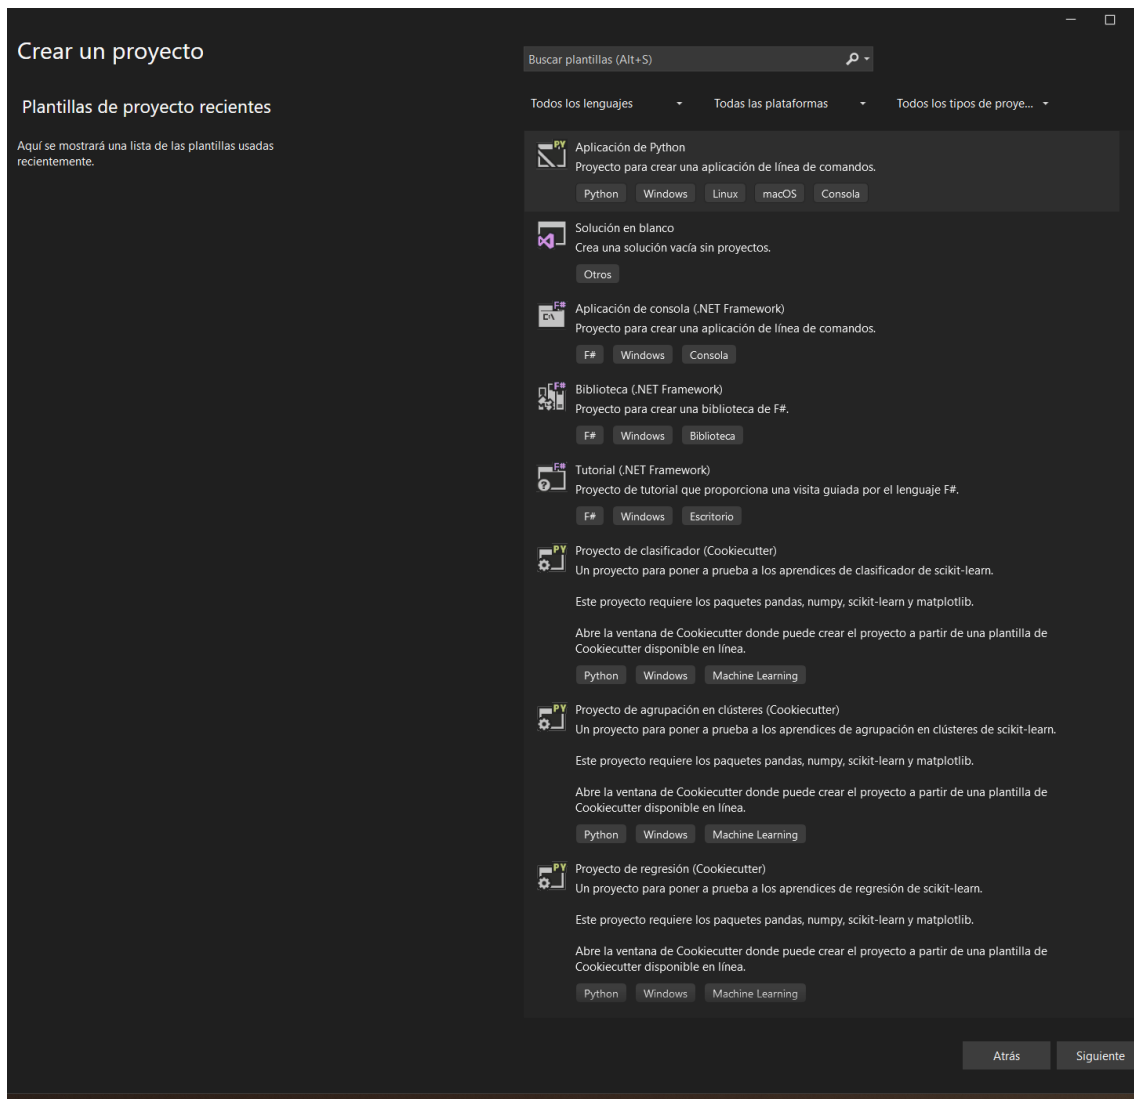 Crear un proyecto
Buscar plantillas (Alt+S)
Plantillas de proyecto recientes
Aquí se mostrará una lista de las plantillas usadas
recientemente.
Todos los lenguajes
Todas las plataformas
Todos los tipos de proye...
PY
Aplicación de Python
Proyecto para crear una aplicación de línea de comandos.
Python Windows Linux macOS Consola
Solución en blanco
Crea una solución vacía sin proyectos.
Otros
F#
C:\
Aplicación de consola (.NET Framework)
Proyecto para crear una aplicación de línea de comandos.
F# Windows Consola
F#
Biblioteca (.NET Framework)
Proyecto para crear una biblioteca de F#.
F# Windows Biblioteca
F#
Tutorial (.NET Framework)
Proyecto de tutorial que proporciona una visita guiada por el lenguaje F#.
F# Windows Escritorio
PY
Proyecto de clasificador (Cookiecutter)
Un proyecto para poner a prueba a los aprendices de clasificador de scikit-learn.
Este proyecto requiere los paquetes pandas, numpy, scikit-learn y matplotlib.
Abre la ventana de Cookiecutter donde puede crear el proyecto a partir de una plantilla de
Cookiecutter disponible en línea.
Python Windows Machine Learning
PY
Proyecto de agrupación en clústeres (Cookiecutter)
Un proyecto para poner a prueba a los aprendices de agrupación en clústeres de scikit-learn.
Este proyecto requiere los paquetes pandas, numpy, scikit-learn y matplotlib.
Abre la ventana de Cookiecutter donde puede crear el proyecto a partir de una plantilla de
Cookiecutter disponible en línea.
Python Windows Machine Learning
PY
Proyecto de regresión (Cookiecutter)
Un proyecto para poner a prueba a los aprendices de regresión de scikit-learn.
Este proyecto requiere los paquetes pandas, numpy, scikit-learn y matplotlib.
Abre la ventana de Cookiecutter donde puede crear el proyecto a partir de una plantilla de
Cookiecutter disponible en línea.
Python Windows Machine Learning
Atrás
Siguiente